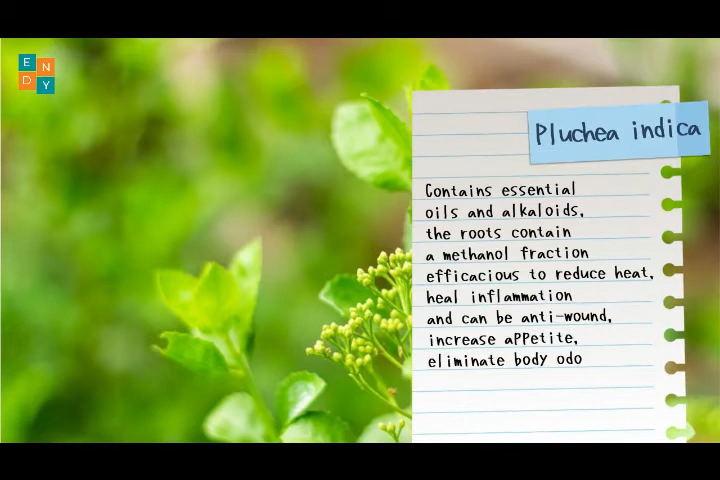 E N
D Y
Pluchea indica
Contains essential
oils and alkaloids,
the roots contain
a methanol fraction
efficacious to reduce heat,
heal inflammation
and can be anti-wound,
increase aPPetite,
eliminate body odo